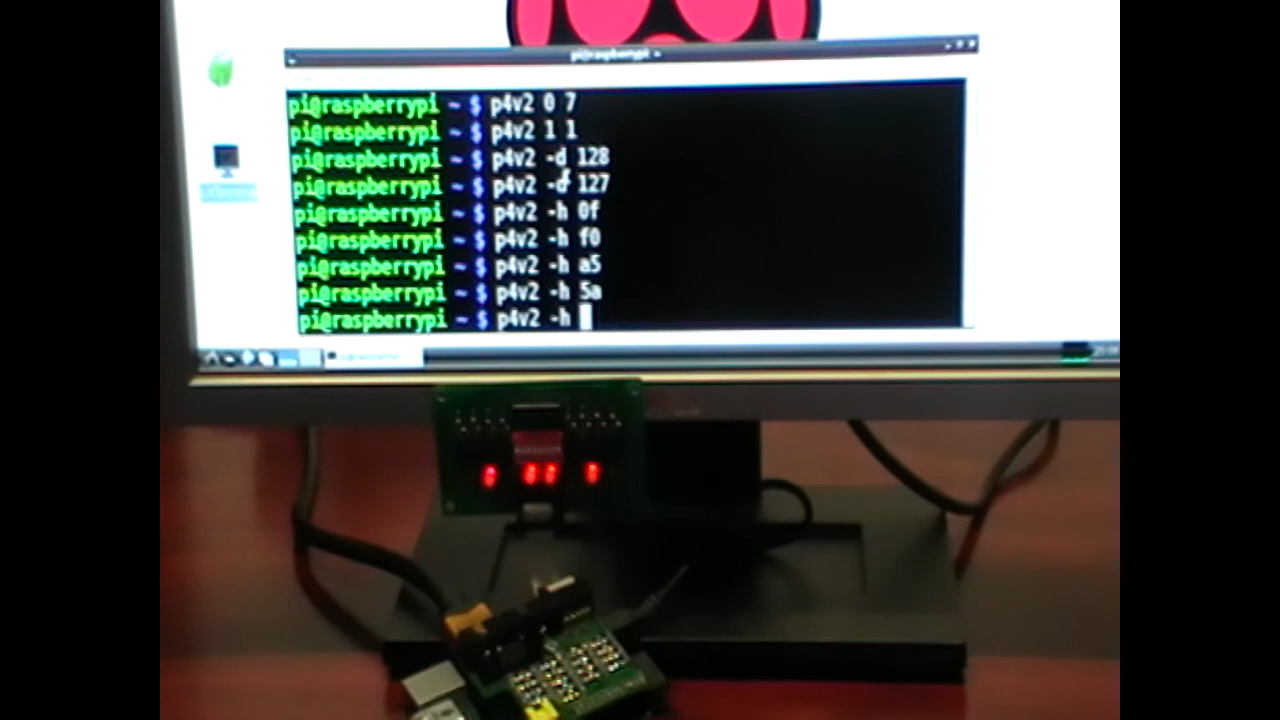 pi@raspberrypi ~
pi@raspberrypi ~ $ p4v2 0 7
pi@raspberrypi ~ $ p4v2 1 1
pi@raspberrypi ~ $ p4v2 -d 128
pi@raspberrypi ~ $ p4v2 -d 127
pi@raspberrypi ~ $ p4v2 -h 0f
pi@raspberrypi ~ $ p4v2 -h f0
pi@raspberrypi ~ $ p4v2 -h a5
pi@raspberrypi ~ $ p4v2 -h 5a
pi@raspberrypi ~ $ p4v2 -h